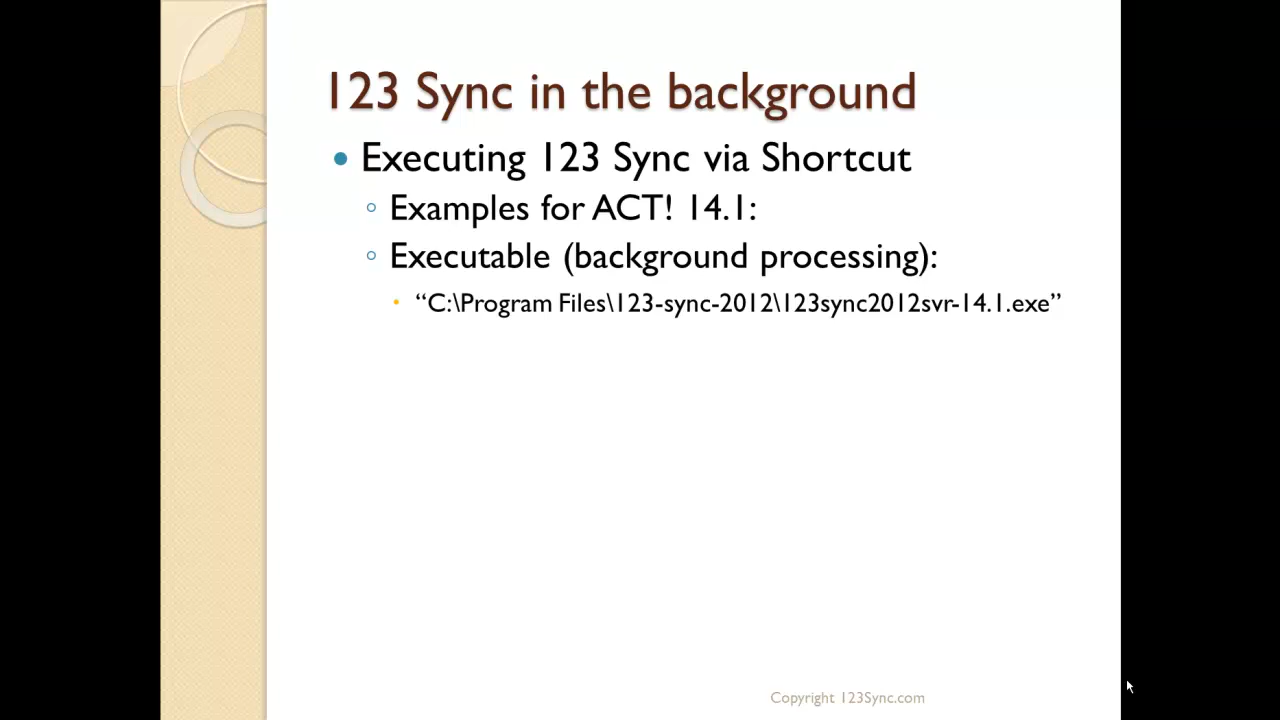 123 Sync in the background
• Executing 123 Sync via Shortcut
◦ Examples for ACT! 14.1:
◦ Executable (background processing):
• “C:\Program Files\123-sync-2012\123sync2012svr-14.1.exe”
Copyright 123Sync.com